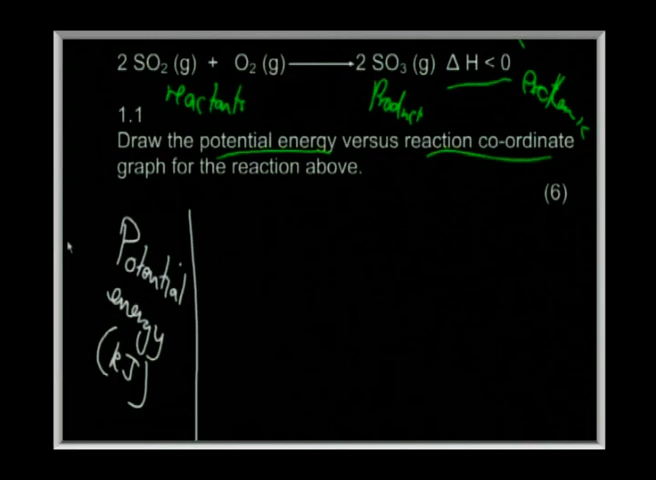 2 SO₂ (g) + O₂ (g) → 2 SO₃ (g) Δ H < 0
reactants Product
1.1
Draw the potential energy versus reaction co-ordinate
graph for the reaction above.
(6)
Potential
energy
(kJ)